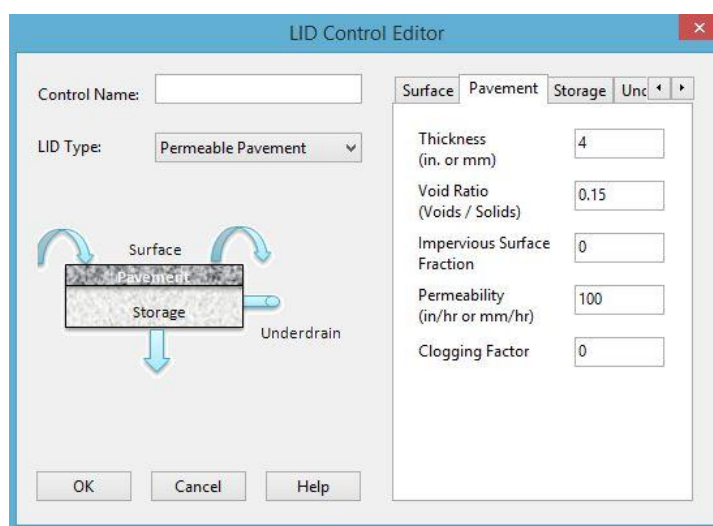 LID Control Editor
Control Name:
LID Type:
Permeable Pavement
Surface
Pavement
Storage
Underdrain
OK
Cancel
Help
Surface
Pavement
Storage
Unc
Thickness
(in. or mm)
4
Void Ratio
(Voids / Solids)
0.15
Impervious Surface
Fraction
0
Permeability
(in/hr or mm/hr)
100
Clogging Factor
0